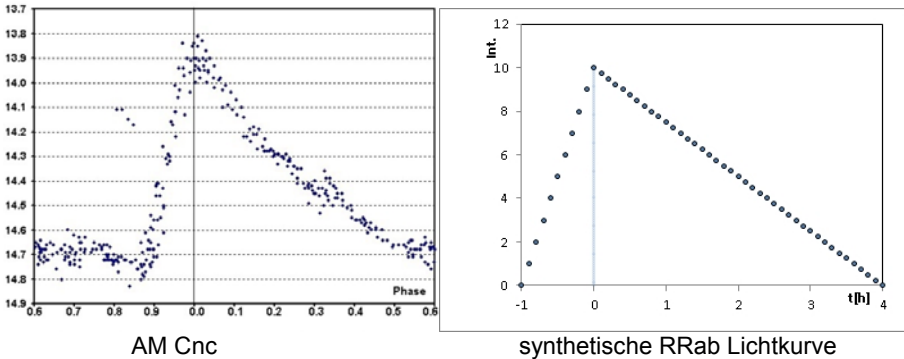 13.7
13.8
13.9
14.0
14.1
14.2
14.3
14.4
14.5
14.6
14.7
14.8
14.9
Phase
0.6 0.7 0.8 0.9 0.0 0.1 0.2 0.3 0.4 0.5 0.6
AM Cnc
12
10
8
6
4
2
0
Int.
t[h]
-1 0 1 2 3 4
synthetische RRab Lichtkurve